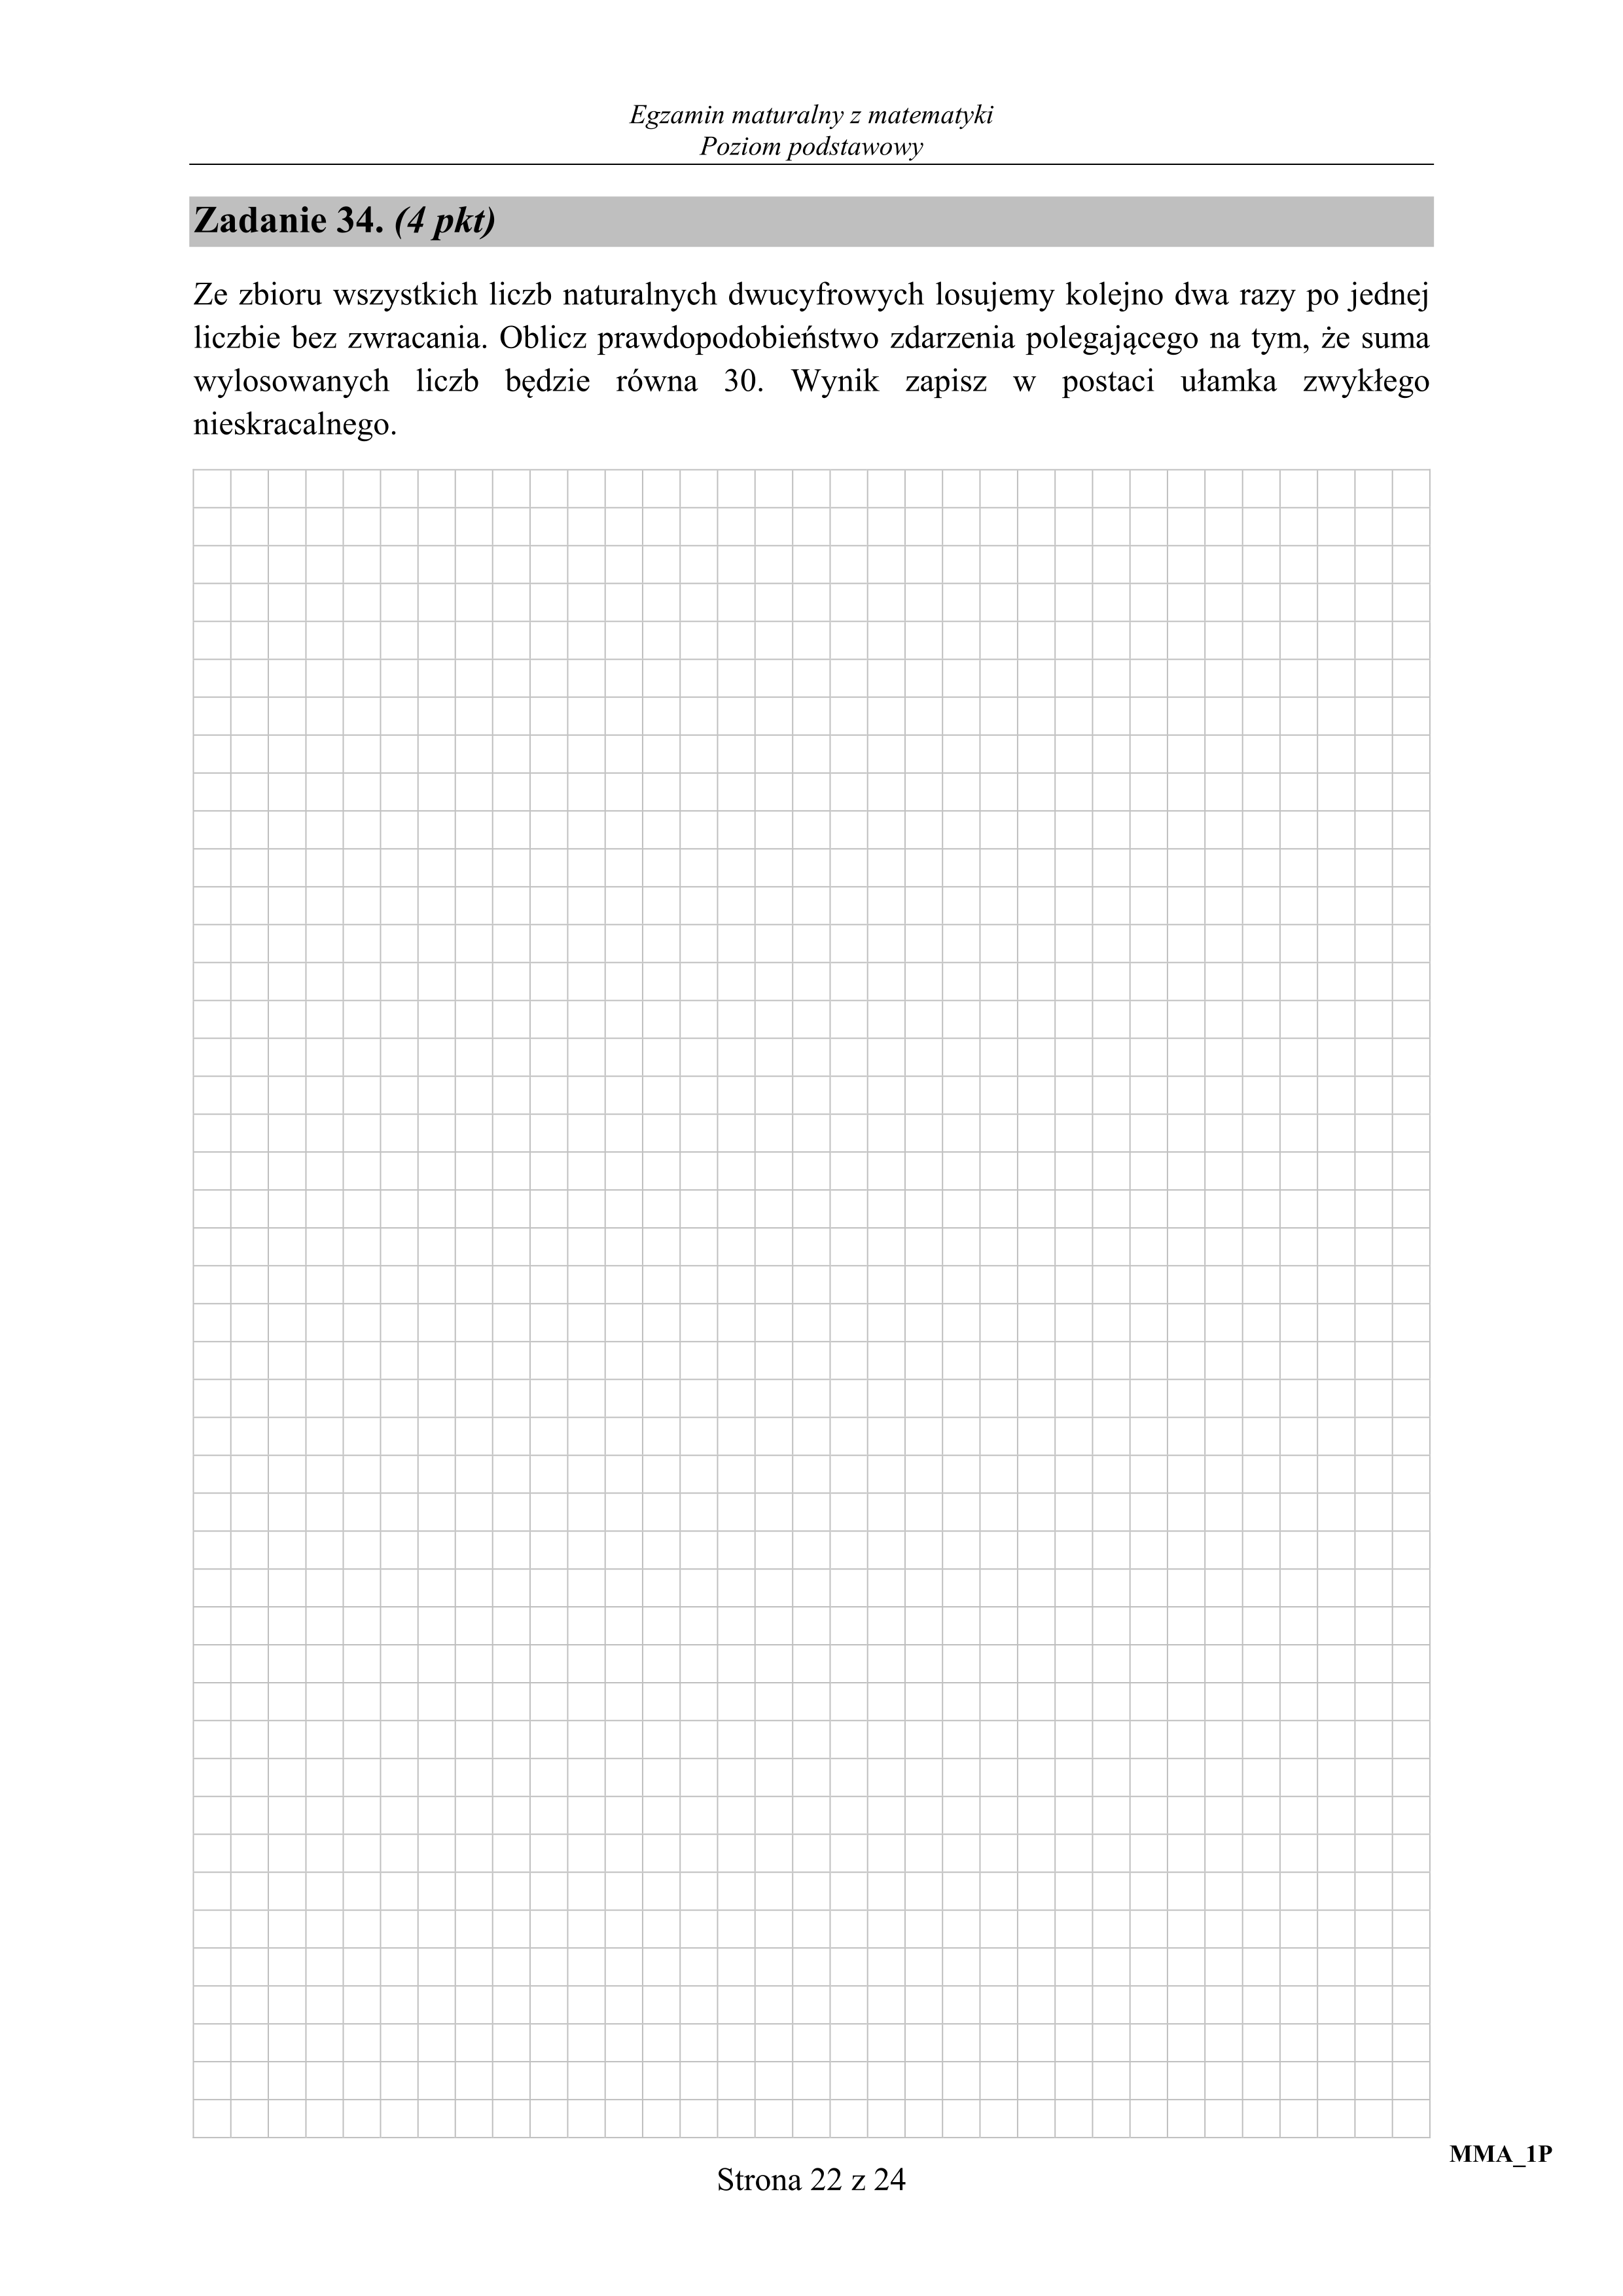 Egzamin maturalny z matematyki
Poziom podstawowy
Zadanie 34. (4 pkt)
Ze zbioru wszystkich liczb naturalnych dwucyfrowych losujemy kolejno dwa razy po jednej
liczbie bez zwracania. Oblicz prawdopodobieństwo zdarzenia polegającego na tym, że suma
wylosowanych liczb będzie równa 30. Wynik zapisz w postaci ułamka zwykłego
nieskracalnego.
MMA_1P
Strona 22 z 24